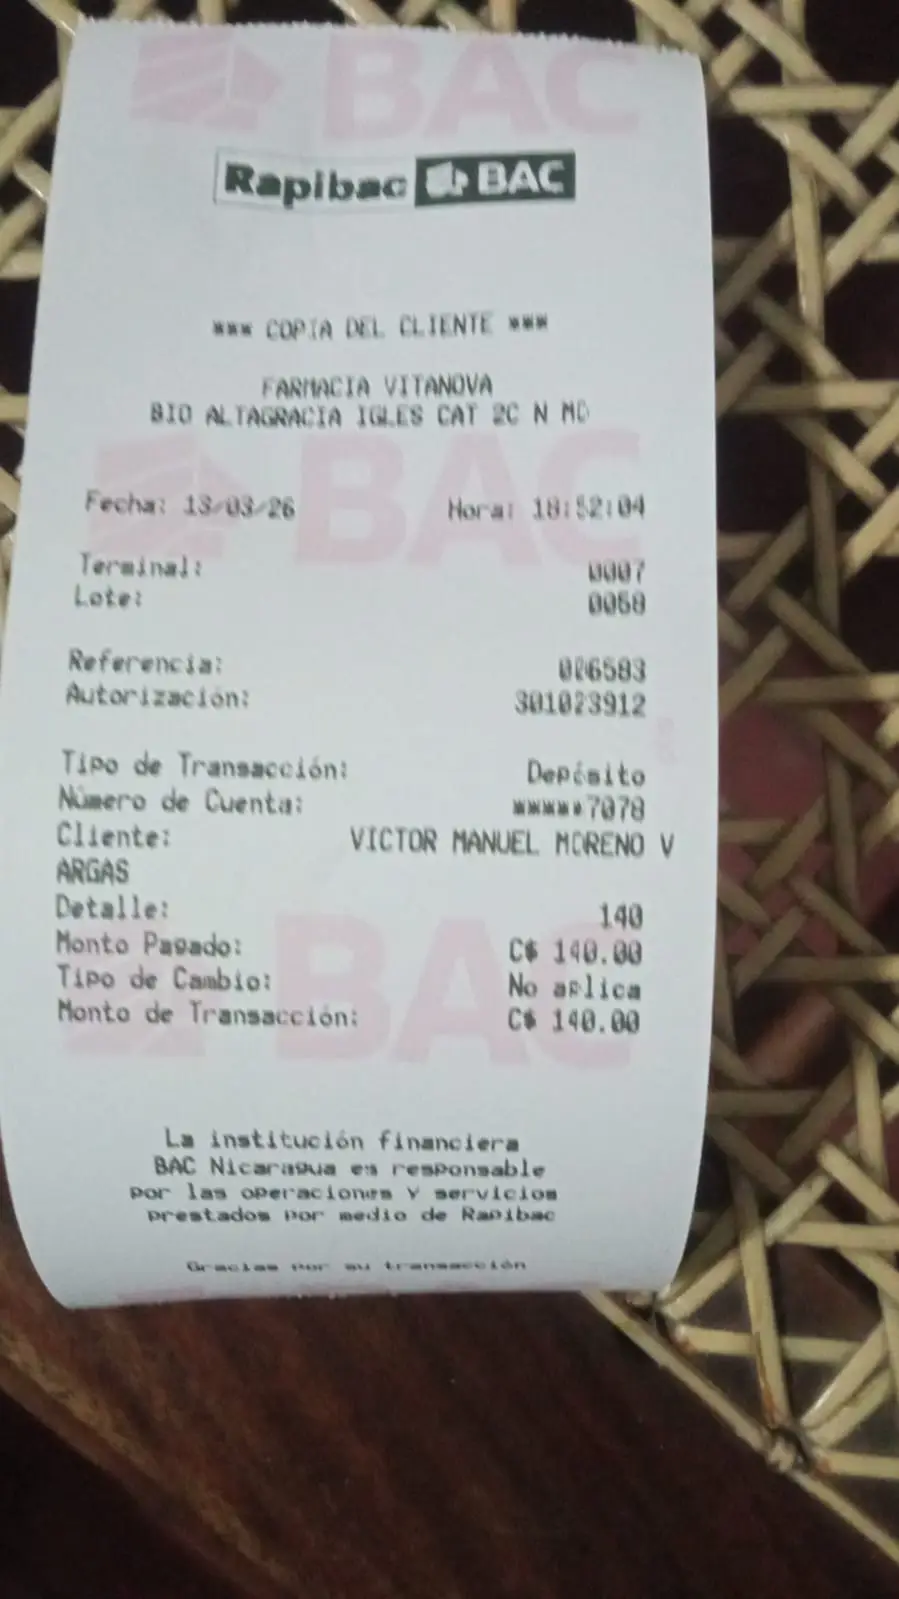 BAC
Rapibac BAC
*** COPIA DEL CLIENTE ***
FARMACIA VITANOVA
BIO ALTAGRACIA IGLES CAT 2C N MD
BAC
Fecha: 13/03/26 Hora: 18:52:04
Terminal: 0007
Lote: 0058
Referencia: 026583
Autorización: 301023912
Tipo de Transacción: Depósito
Número de Cuenta: *****7078
Cliente: VICTOR MANUEL MORENO V
ARGAS
Detalle: 140
Monto Pagado: C$ 140.00
Tipo de Cambio: No aplica
Monto de Transacción: C$ 140.00
BAC
La institución financiera
BAC Nicaragua es responsable
por las operaciones y servicios
prestados por medio de Rapibac
Gracias por su transacción